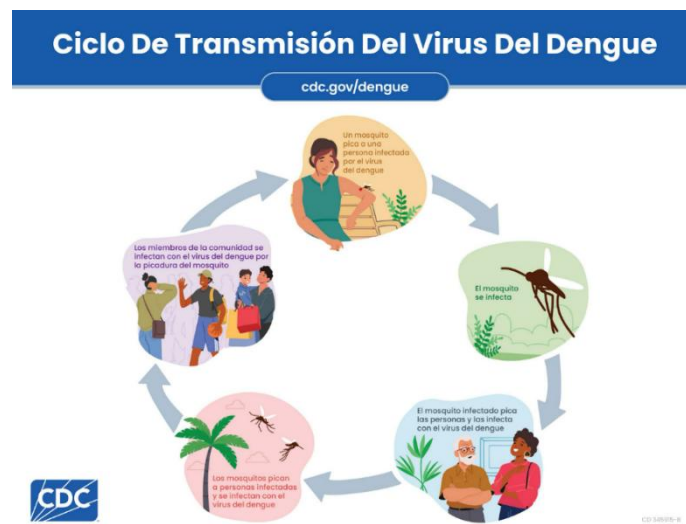 Ciclo De Transmisión Del Virus Del Dengue
cdc.gov/dengue
Un mosquito
pica a una
persona infectada
por el virus
del dengue
El mosquito
se infecta
El mosquito infectado pica
las personas y las infecta
con el virus del dengue
Los mosquitos pican
a personas infectadas
y se infectan con el
virus del dengue
Los miembros de la comunidad se
infectan con el virus del dengue por
la picadura del mosquito
CDC